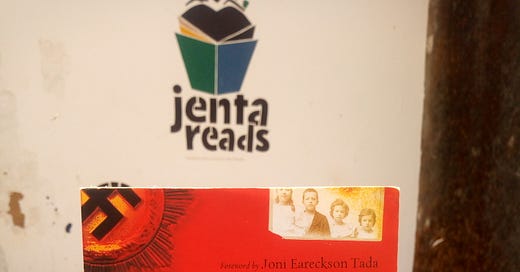 jenta
reads
Foreword by Joni Eareckson Tada